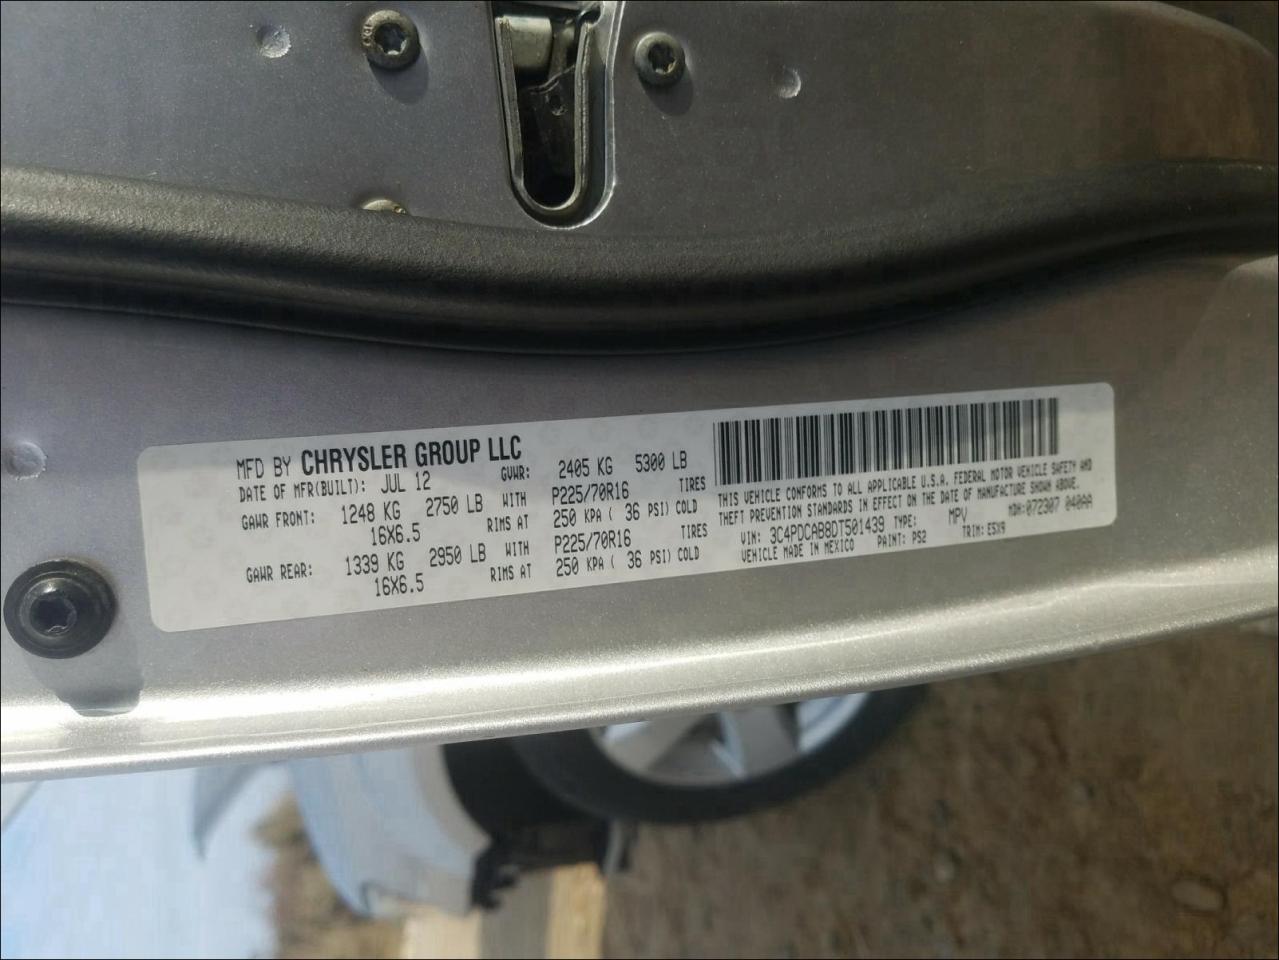 MFD BY CHRYSLER GROUP LLC
DATE OF MFR(BUILT): JUL 12 GVWR: 2405 KG 5300 LB
GAWR FRONT: 1248 KG 2750 LB WITH P225/70R16 TIRES
16X6.5 RIMS AT 250 KPA ( 36 PSI) COLD
GAWR REAR: 1339 KG 2950 LB WITH P225/70R16 TIRES
16X6.5 RIMS AT 250 KPA ( 36 PSI) COLD
THIS VEHICLE CONFORMS TO ALL APPLICABLE U.S.A. FEDERAL MOTOR VEHICLE SAFETY AND
THEFT PREVENTION STANDARDS IN EFFECT ON THE DATE OF MANUFACTURE SHOWN ABOVE.
VIN: 3C4PDCAB8DT501439 TYPE: MPV MDH:072307 040AA
VEHICLE MADE IN MEXICO PAINT: PS2 TRIM: E5X9